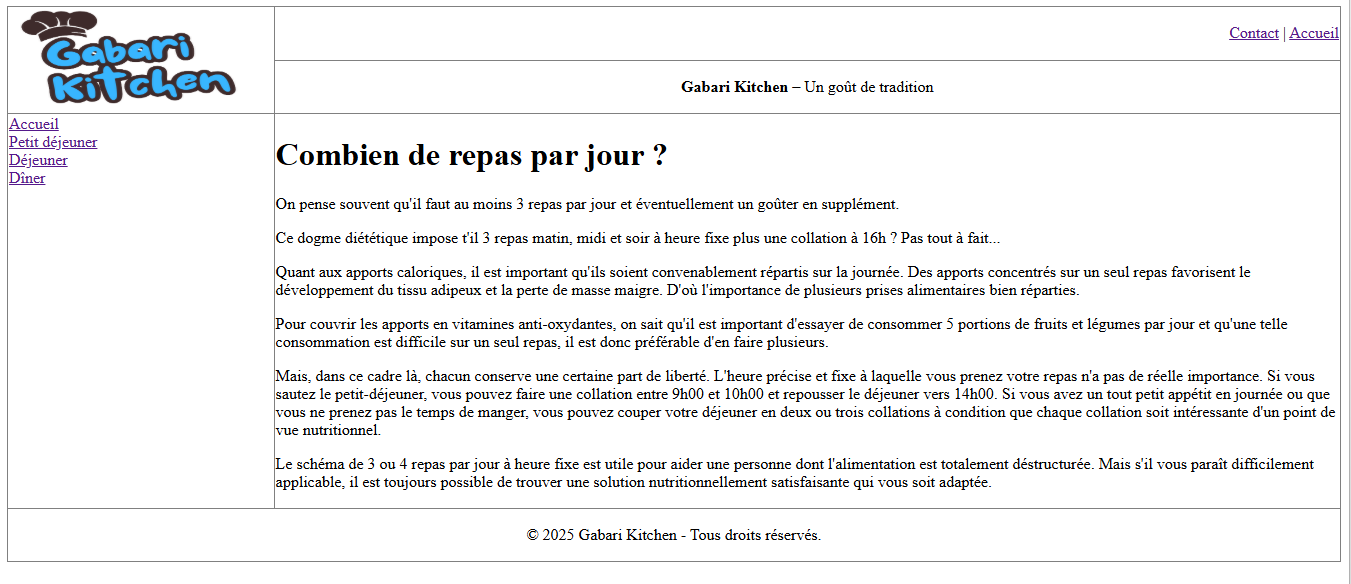 Gabari
Kitchen
Contact | Accueil
Gabari Kitchen – Un goût de tradition
Accueil
Petit déjeuner
Déjeuner
Dîner
Combien de repas par jour ?
On pense souvent qu'il faut au moins 3 repas par jour et éventuellement un goûter en supplément.
Ce dogme diététique impose t'il 3 repas matin, midi et soir à heure fixe plus une collation à 16h ? Pas tout à fait...
Quant aux apports caloriques, il est important qu'ils soient convenablement répartis sur la journée. Des apports concentrés sur un seul repas favorisent le
développement du tissu adipeux et la perte de masse maigre. D'où l'importance de plusieurs prises alimentaires bien réparties.
Pour couvrir les apports en vitamines anti-oxydantes, on sait qu'il est important d'essayer de consommer 5 portions de fruits et légumes par jour et qu'une telle
consommation est difficile sur un seul repas, il est donc préférable d'en faire plusieurs.
Mais, dans ce cadre là, chacun conserve une certaine part de liberté. L'heure précise et fixe à laquelle vous prenez votre repas n'a pas de réelle importance. Si vous
sautez le petit-déjeuner, vous pouvez faire une collation entre 9h00 et 10h00 et repousser le déjeuner vers 14h00. Si vous avez un tout petit appétit en journée ou que
vous ne prenez pas le temps de manger, vous pouvez couper votre déjeuner en deux ou trois collations à condition que chaque collation soit intéressante d'un point de
vue nutritionnel.
Le schéma de 3 ou 4 repas par jour à heure fixe est utile pour aider une personne dont l'alimentation est totalement déstructurée. Mais s'il vous paraît difficilement
applicable, il est toujours possible de trouver une solution nutritionnellement satisfaisante qui vous soit adaptée.
© 2025 Gabari Kitchen - Tous droits réservés.